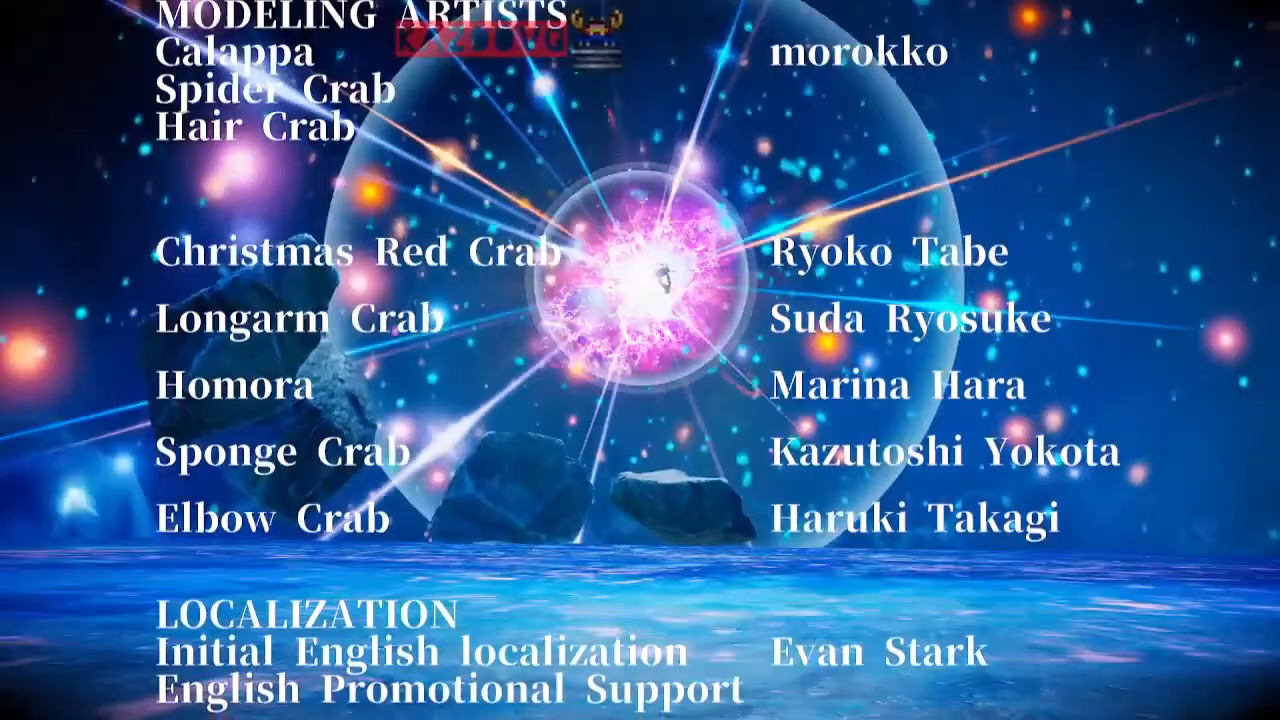 MODELING ARTISTS
Calappa morokko
Spider Crab
Hair Crab
Christmas Red Crab Ryoko Tabe
Longarm Crab Suda Ryosuke
Homora Marina Hara
Sponge Crab Kazutoshi Yokota
Elbow Crab Haruki Takagi
LOCALIZATION
Initial English localization Evan Stark
English Promotional Support